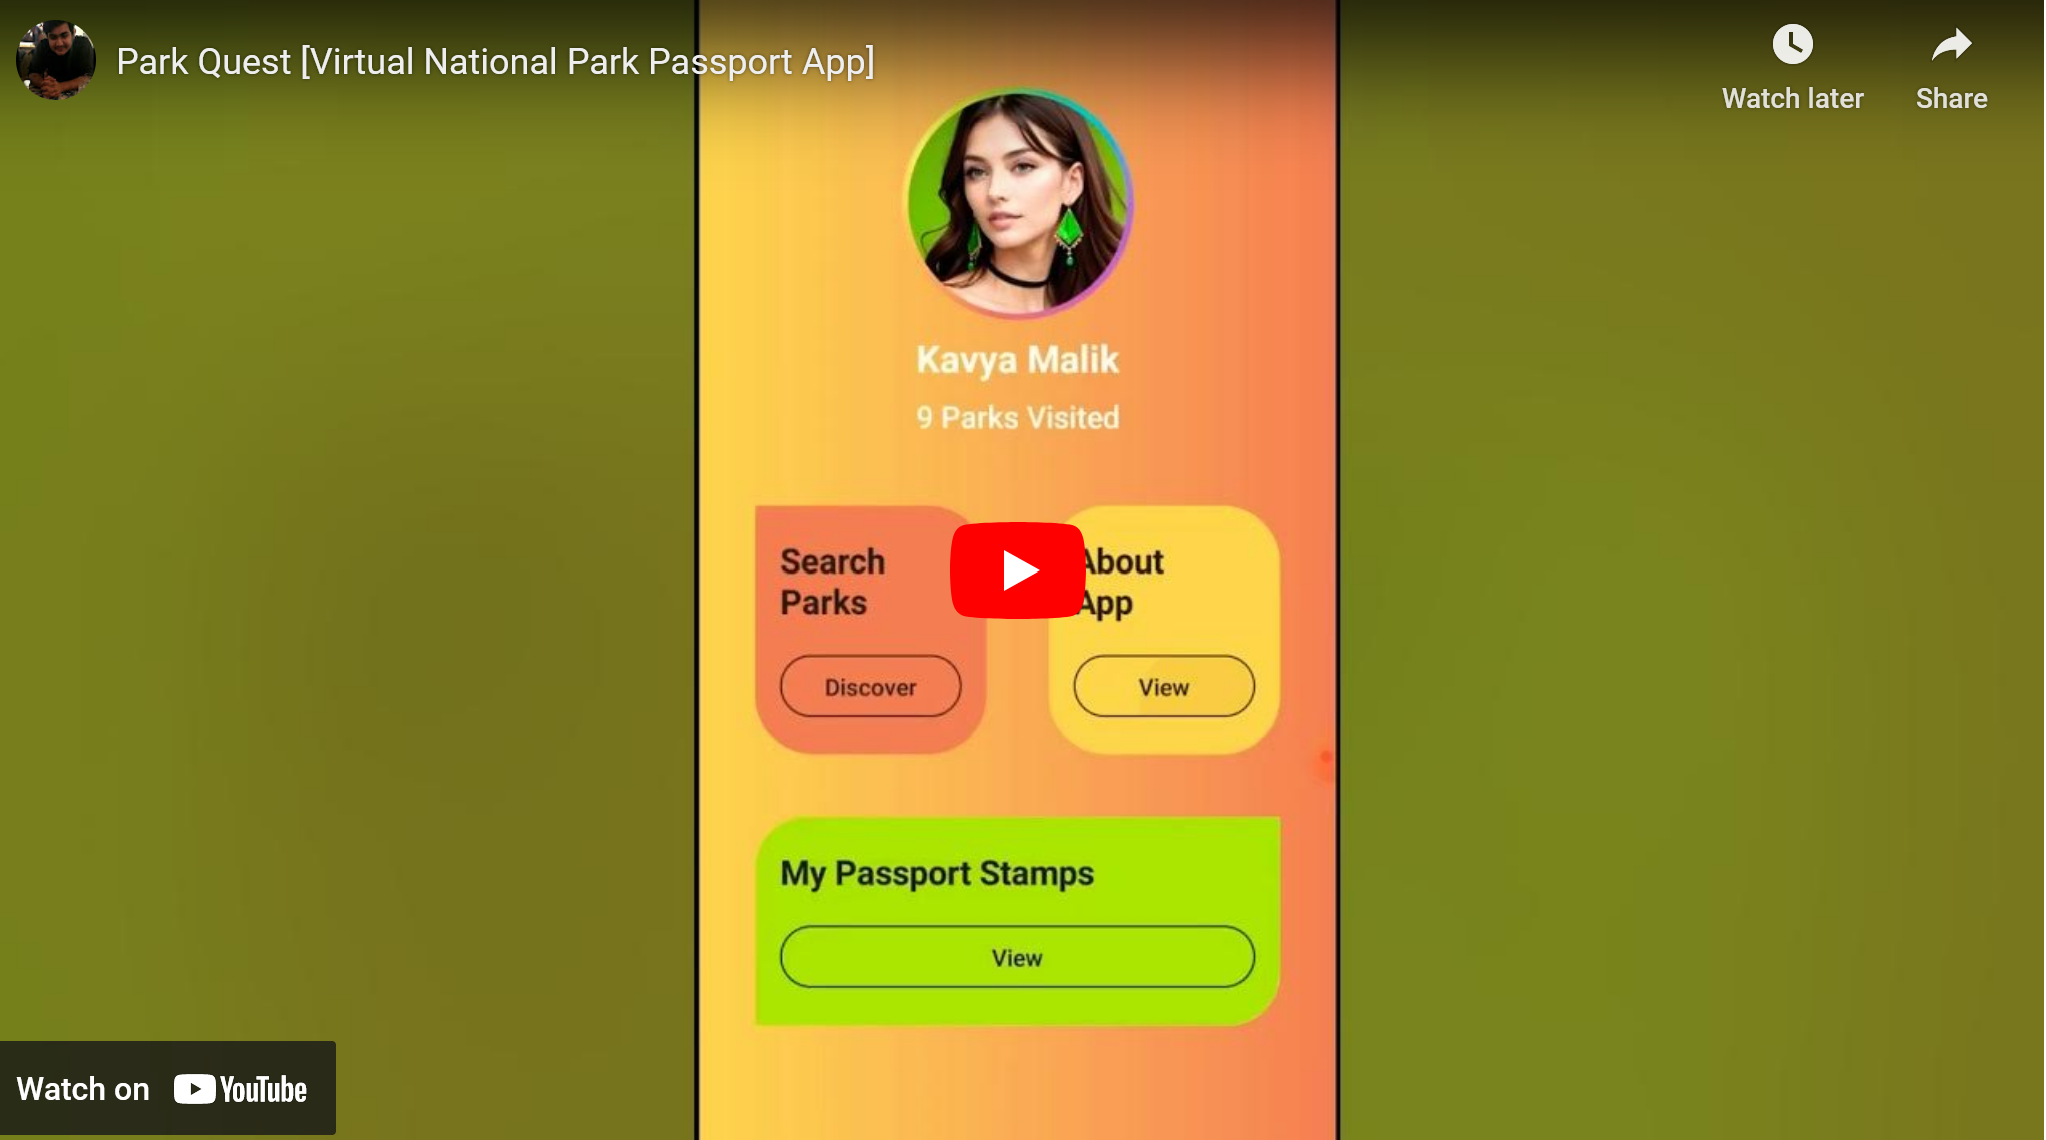 Park Quest [Virtual National Park Passport App]
Watch later
Share
Kavya Malik
9 Parks Visited
Search
Parks
Discover
About
App
View
My Passport Stamps
View
Watch on YouTube